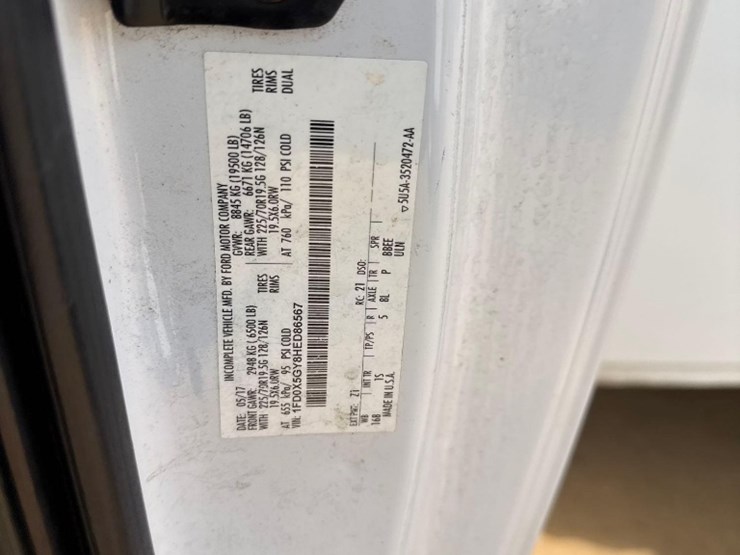 INCOMPLETE VEHICLE MFD. BY FORD MOTOR COMPANY
DATE: 05/17 GVWR: 8845 KG (19500 LB)
FRONT GAWR: 2948 KG (6500 LB) REAR GAWR: 6671 KG (14706 LB)
WITH 225/70R19.5G 128/126N TIRES WITH 225/70R19.5G 128/126N TIRES
19.5X6.0RW RIMS 19.5X6.0RW RIMS
AT 655 kPa/ 95 PSI COLD AT 760 kPa/ 110 PSI COLD DUAL
VIN: 1FD0X5GY8HED86567
EXT PNT: Z1 RC: 21 DSO:
WB INT TR TP/PS R AXLE TR SPR
168 1S 5 8L P BBEE
MADE IN U.S.A. ULN
5U5A-3520472-AA